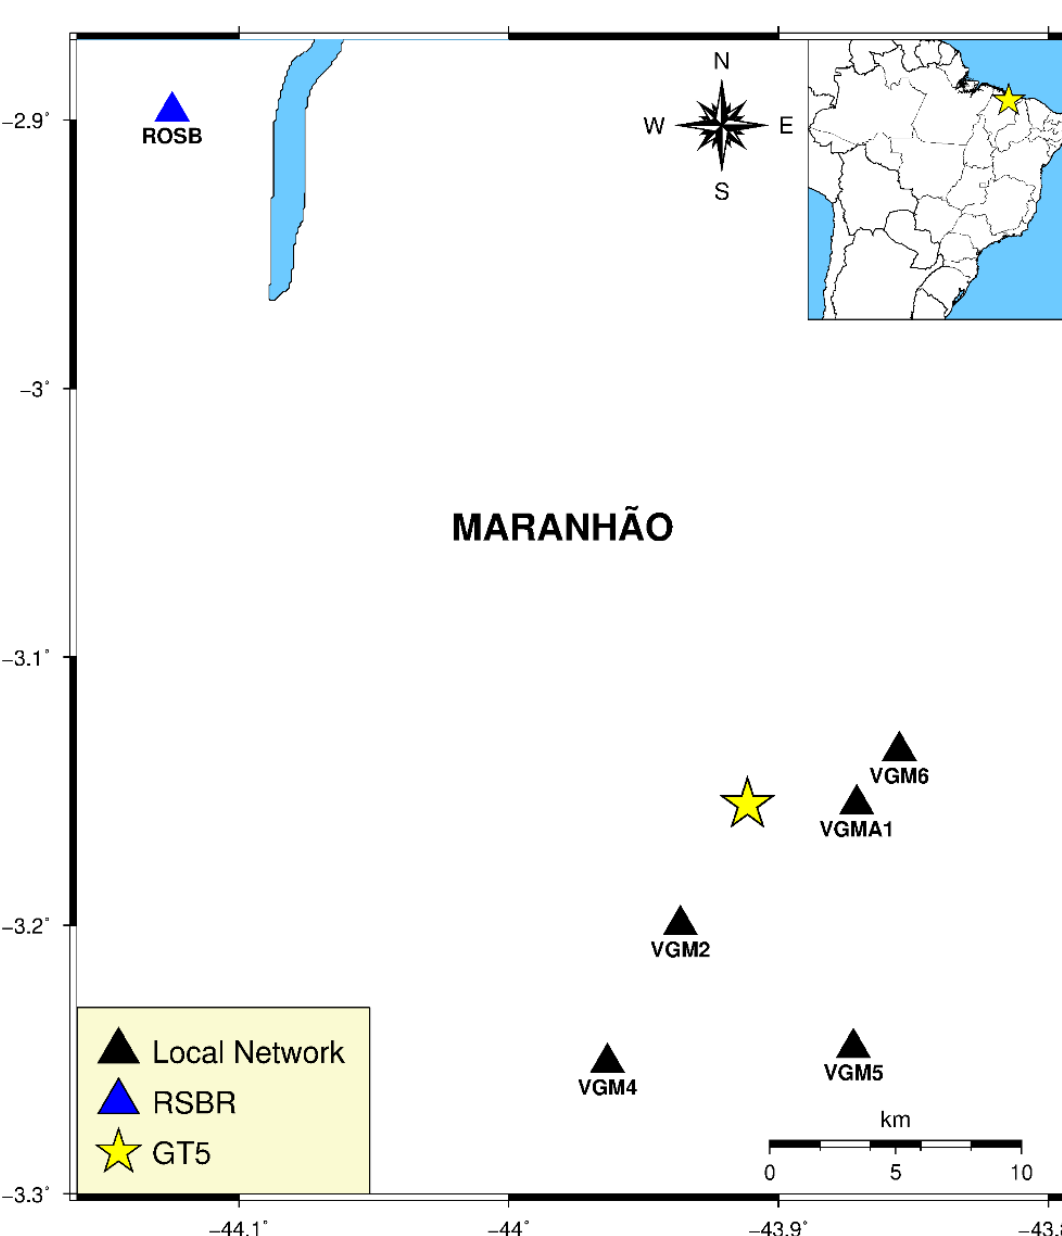 N
W E
S
ROSB
−2.9°
−3°
MARANHÃO
−3.1°
VGM6
VGMA1
−3.2°
VGM2
VGM4
VGM5
Local Network
RSBR
GT5
km
0 5 10
−3.3°
−44.1° −44° −43.9°